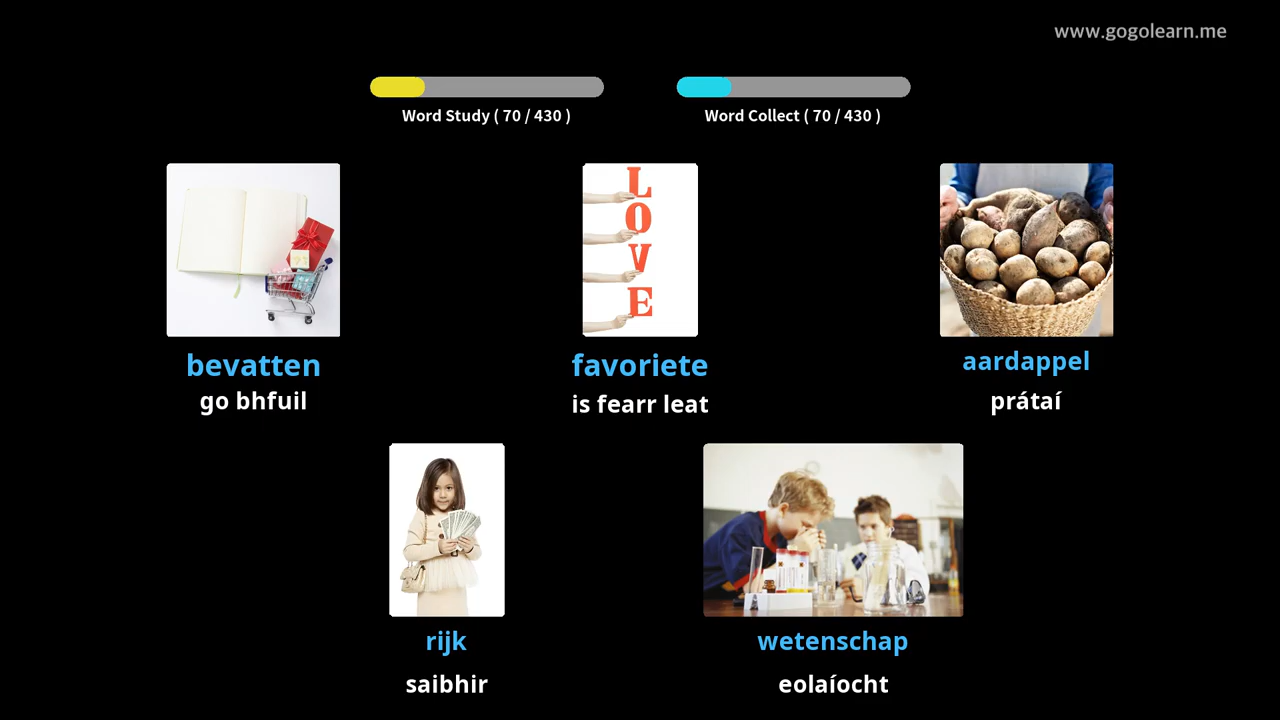 www.gogolearn.me
Word Study ( 70 / 430 )
Word Collect ( 70 / 430 )
LOVE
bevatten
go bhfuil
favoriete
is fearr leat
aardappel
prátaí
rijk
saibhir
wetenschap
eolaíocht